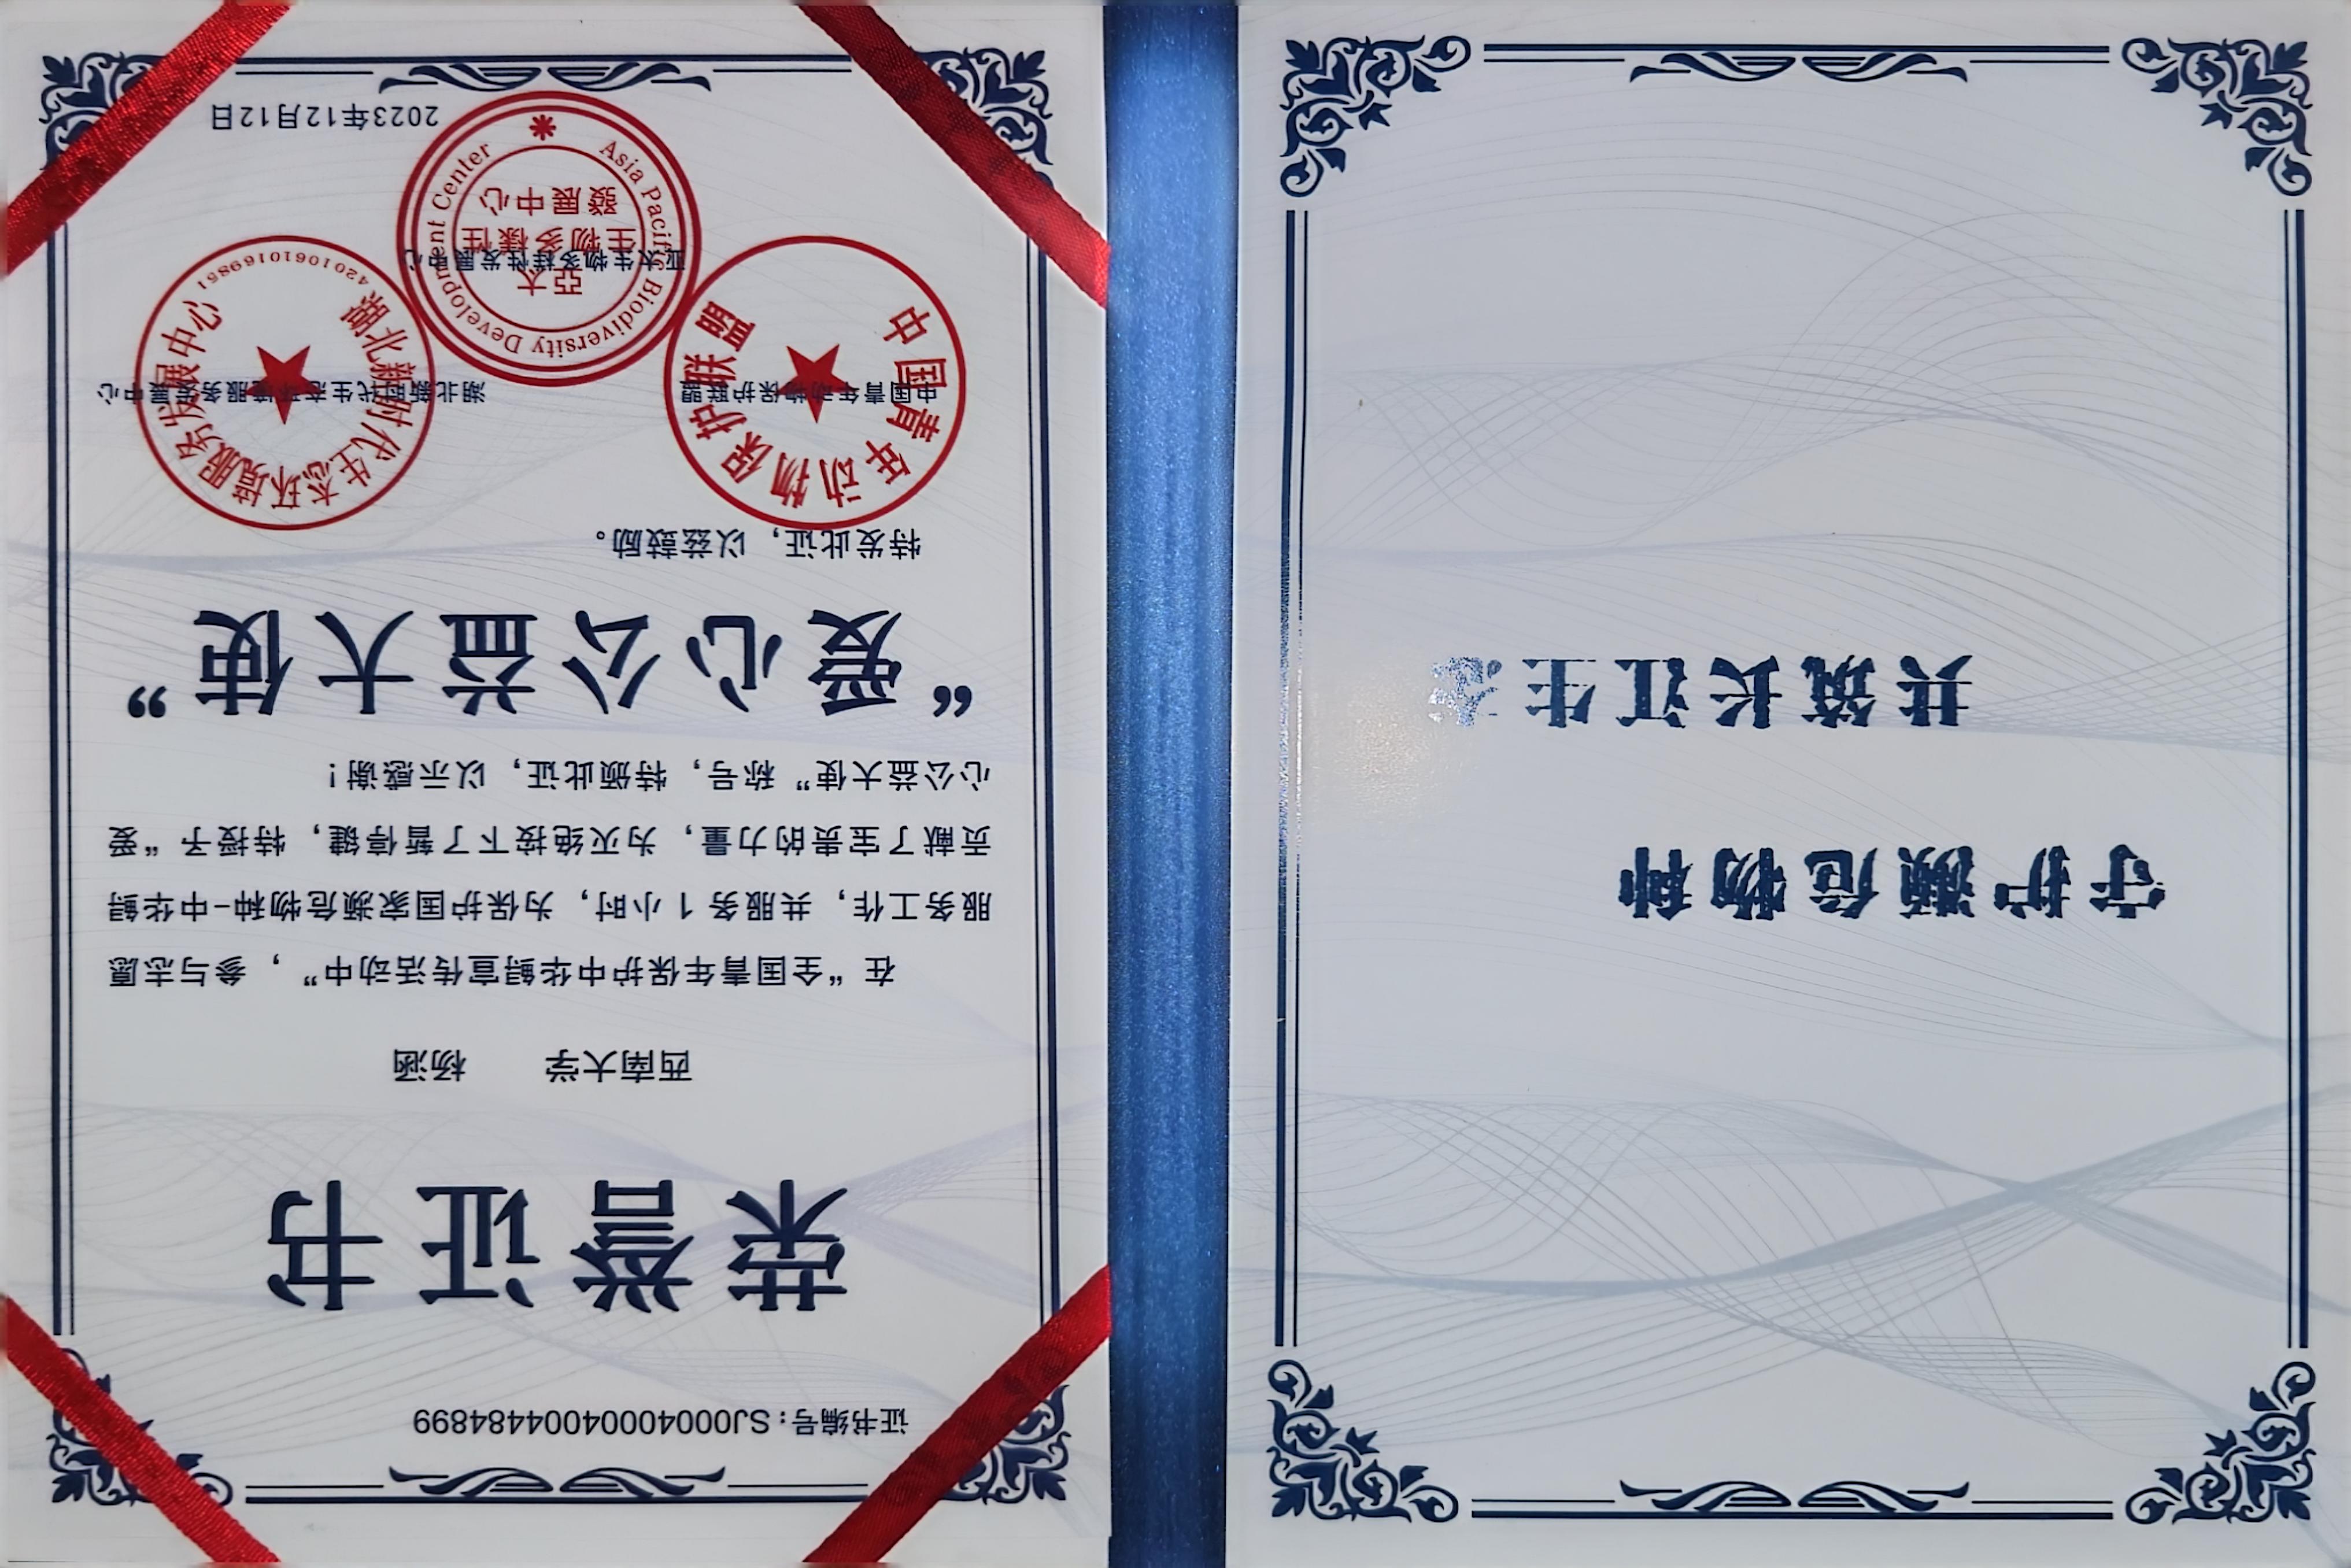 守护濒危物种
共筑长江生态
证书编号：SJ00040004004484899
荣誉证书
西南大学 杨涵
在“全国青年保护中华鲟宣传活动中”，参与志愿
服务工作，共服务1小时，为保护国家濒危物种-中华鲟
贡献了宝贵的力量，为灭绝按下了暂停键，特授予“爱
心公益大使”称号，特颁此证，以示感谢！
“爱心公益大使”
特发此证，以兹鼓励。
中国青年动物保护联盟
中国青年动物保护联盟
湖北新时代生态环境服务发展中心
湖北新时代生态环境服务发展中心
42010610169851
亚太生物多样性发展中心
Asia Pacific Biodiversity Development Center
亞太
生物多樣性
發展中心
2023年12月12日